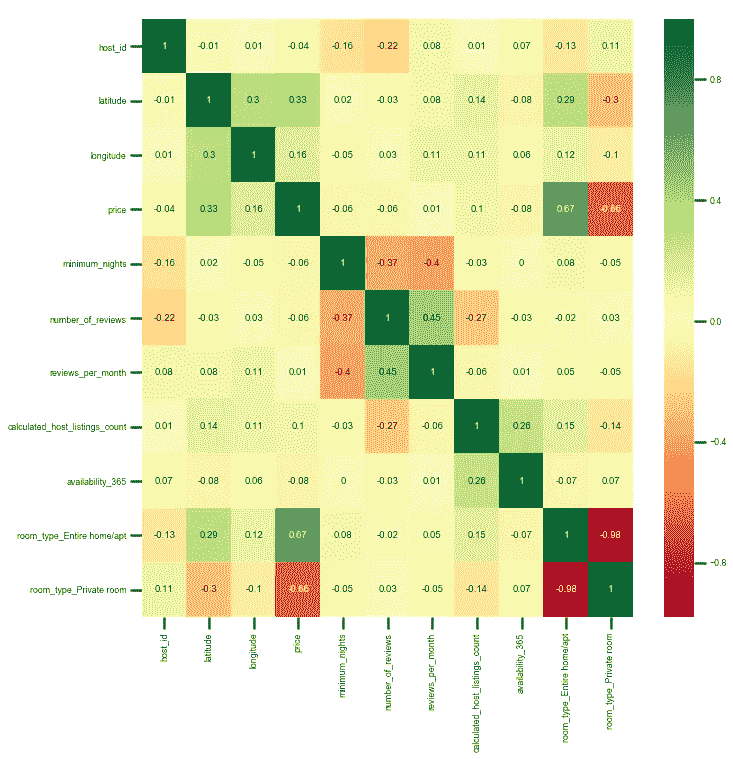 host_id 1 -0.01 0.01 -0.04 -0.16 -0.22 0.08 0.01 0.07 -0.13 0.11
latitude -0.01 1 0.3 0.33 0.02 -0.03 0.08 0.14 -0.08 0.29 -0.3
longitude 0.01 0.3 1 0.16 -0.05 0.03 0.11 0.11 0.06 0.12 -0.1
price -0.04 0.33 0.16 1 -0.06 -0.06 0.01 0.1 -0.08 0.67 -0.66
minimum_nights -0.16 0.02 -0.05 -0.06 1 -0.37 -0.4 -0.03 0 0.08 -0.05
number_of_reviews -0.22 -0.03 0.03 -0.06 -0.37 1 0.45 -0.27 -0.03 -0.02 0.03
reviews_per_month 0.08 0.08 0.11 0.01 -0.4 0.45 1 -0.06 0.01 0.05 -0.05
calculated_host_listings_count 0.01 0.14 0.11 0.1 -0.03 -0.27 -0.06 1 0.26 0.15 -0.14
availability_365 0.07 -0.08 0.06 -0.08 0 -0.03 0.01 0.26 1 -0.07 0.07
room_type_Entire home/apt -0.13 0.29 0.12 0.67 0.08 -0.02 0.05 0.15 -0.07 1 -0.98
room_type_Private room 0.11 -0.3 -0.1 -0.66 -0.05 0.03 -0.05 -0.14 0.07 -0.98 1
host_id
latitude
longitude
price
minimum_nights
number_of_reviews
reviews_per_month
calculated_host_listings_count
availability_365
room_type_Entire home/apt
room_type_Private room
0.8
0.4
0.0
-0.4
-0.8